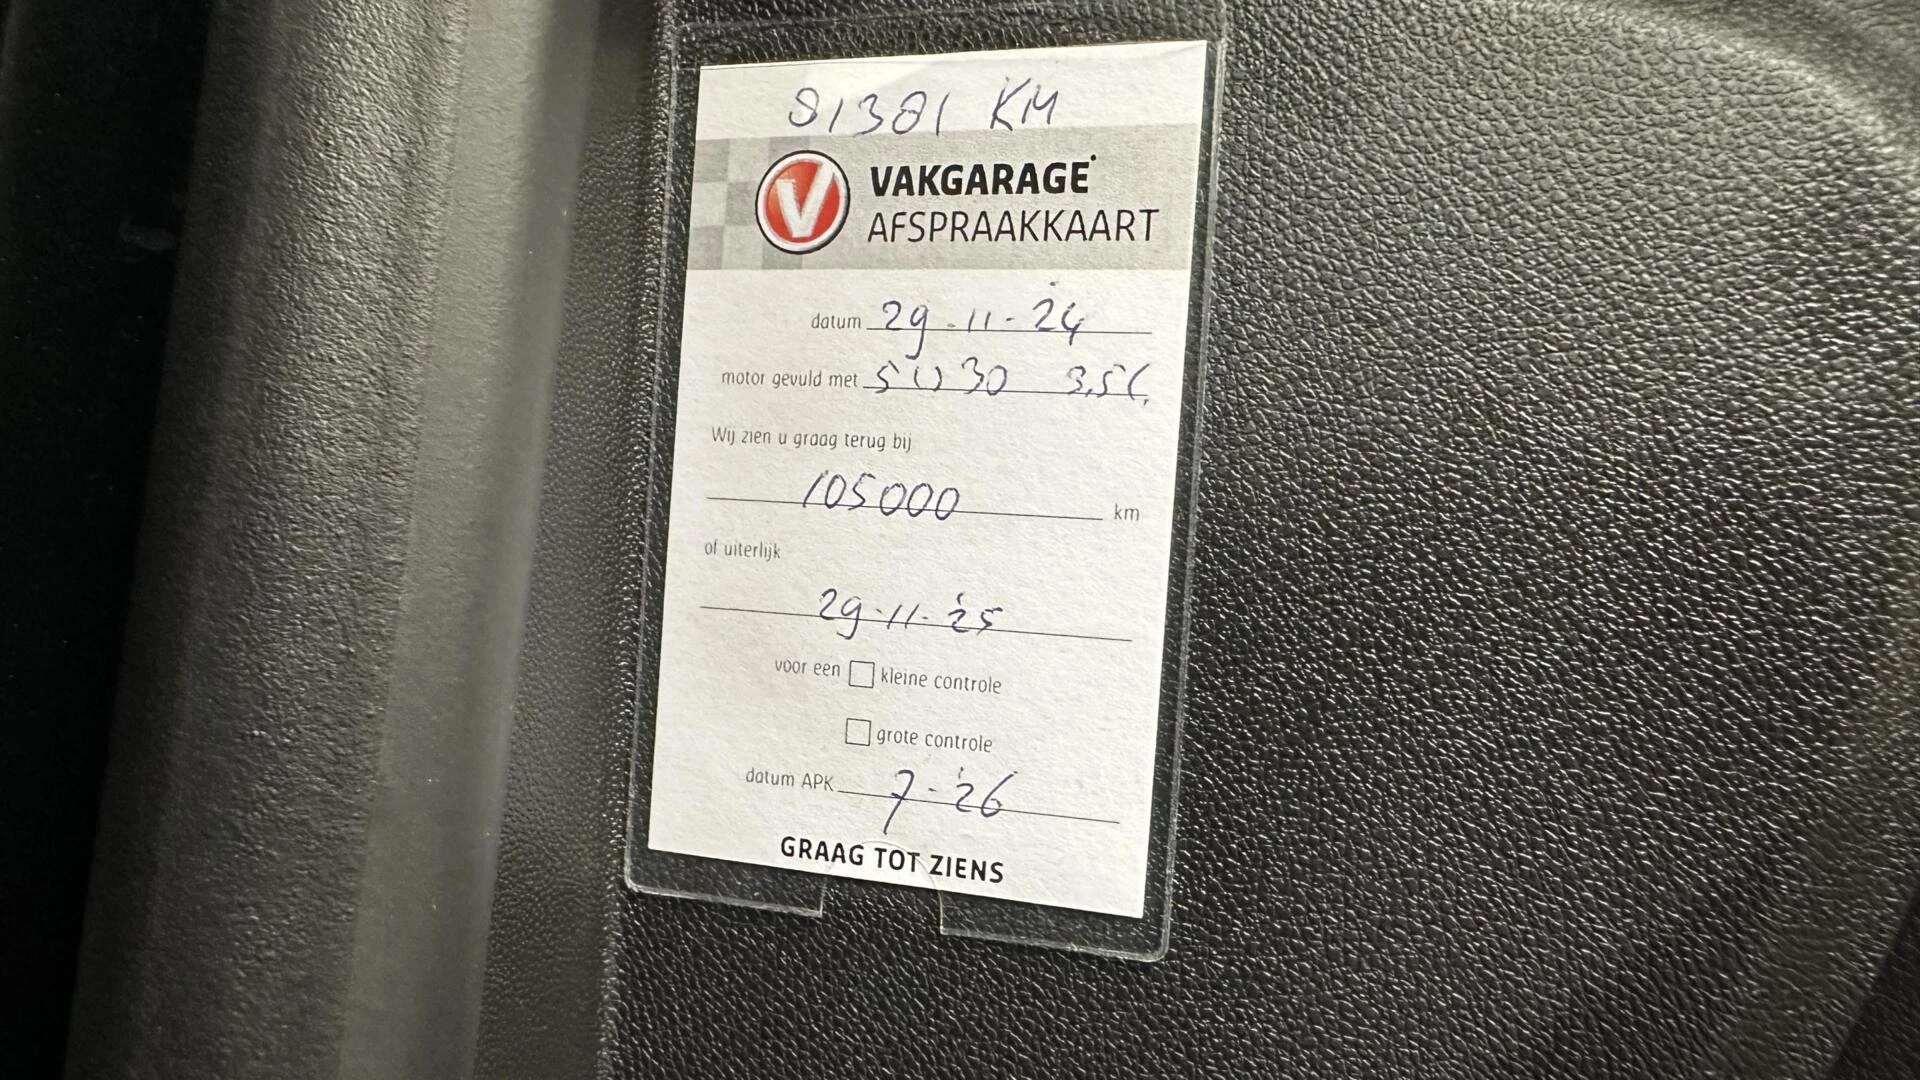 81381 KM
VAKGARAGE
AFSPRAAKKAART
datum 29-11-'24
motor gevuld met 5W30 3,5L
Wij zien u graag terug bij
105000 km
of uiterlijk
29-11-'25
voor een kleine controle
grote controle
datum APK 7-'26
GRAAG TOT ZIENS